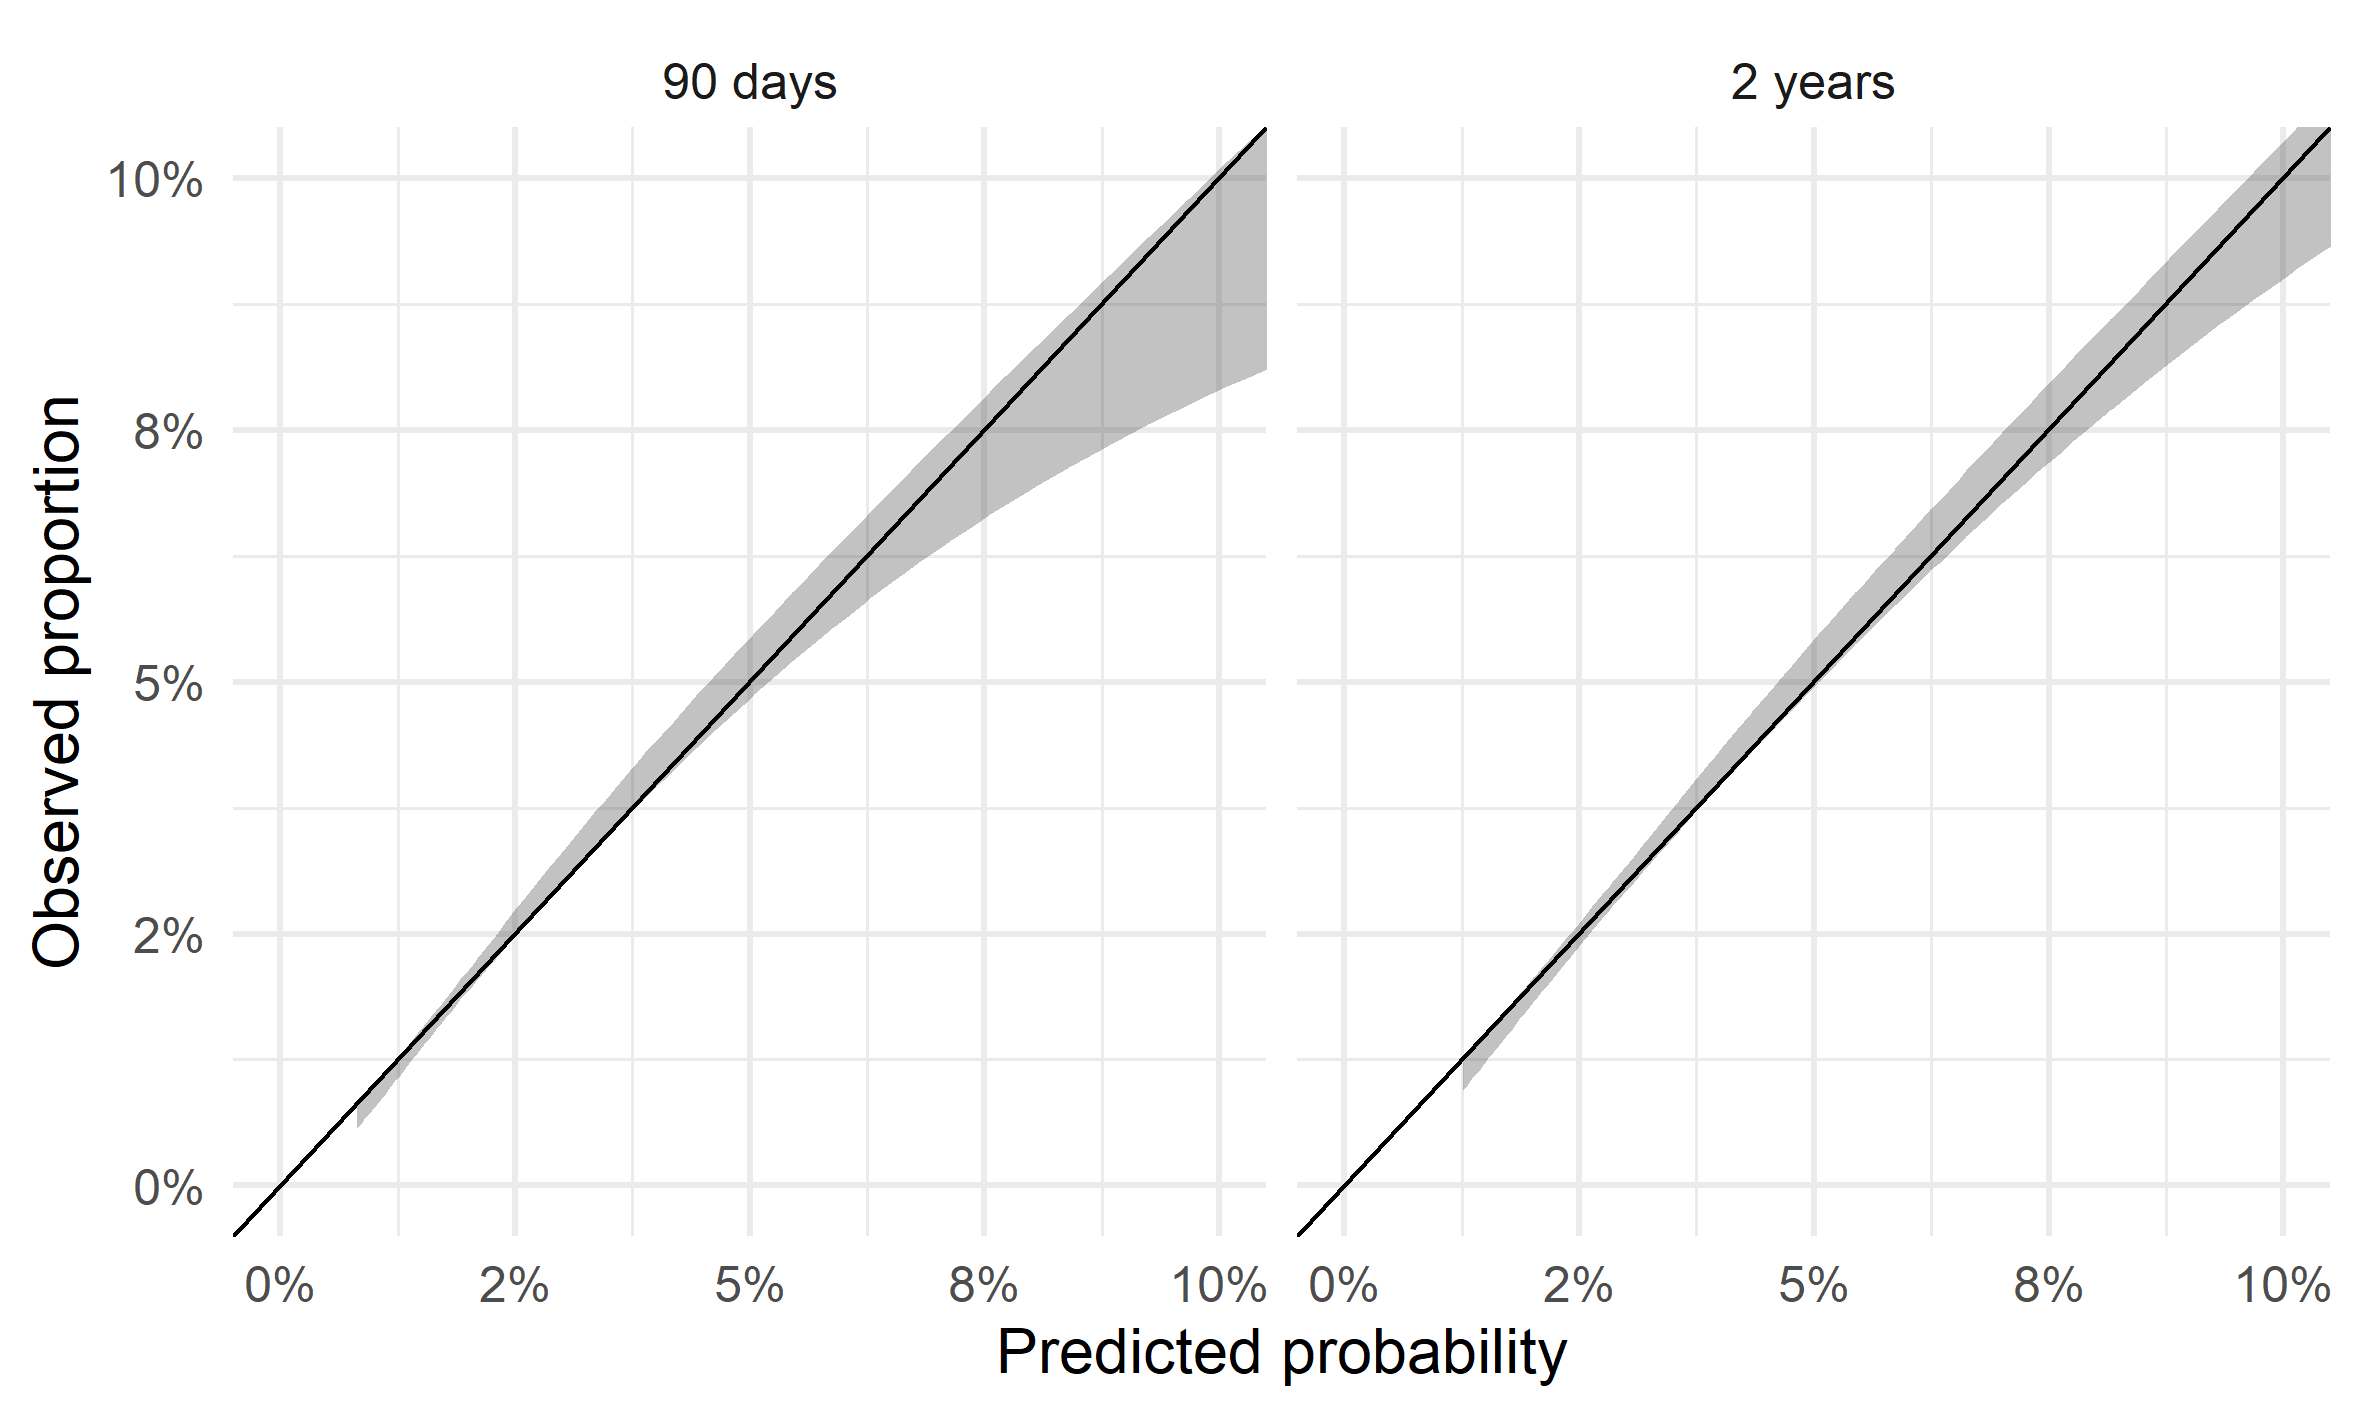 90 days
2 years
Observed proportion
10%
8%
5%
2%
0%
0% 2% 5% 8% 10%
0% 2% 5% 8% 10%
Predicted probability